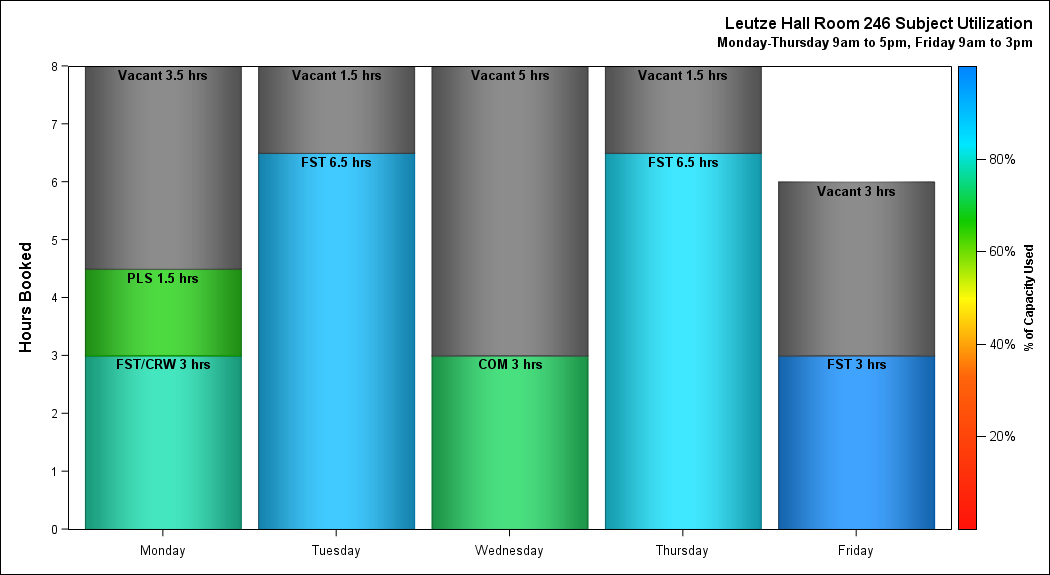 Leutze Hall Room 246 Subject Utilization
Monday-Thursday 9am to 5pm, Friday 9am to 3pm
Hours Booked
8
7
6
5
4
3
2
1
0
Vacant 3.5 hrs
PLS 1.5 hrs
FST/CRW 3 hrs
Vacant 1.5 hrs
FST 6.5 hrs
Vacant 5 hrs
COM 3 hrs
Vacant 1.5 hrs
FST 6.5 hrs
Vacant 3 hrs
FST 3 hrs
Monday
Tuesday
Wednesday
Thursday
Friday
80%
60%
40%
20%
% of Capacity Used